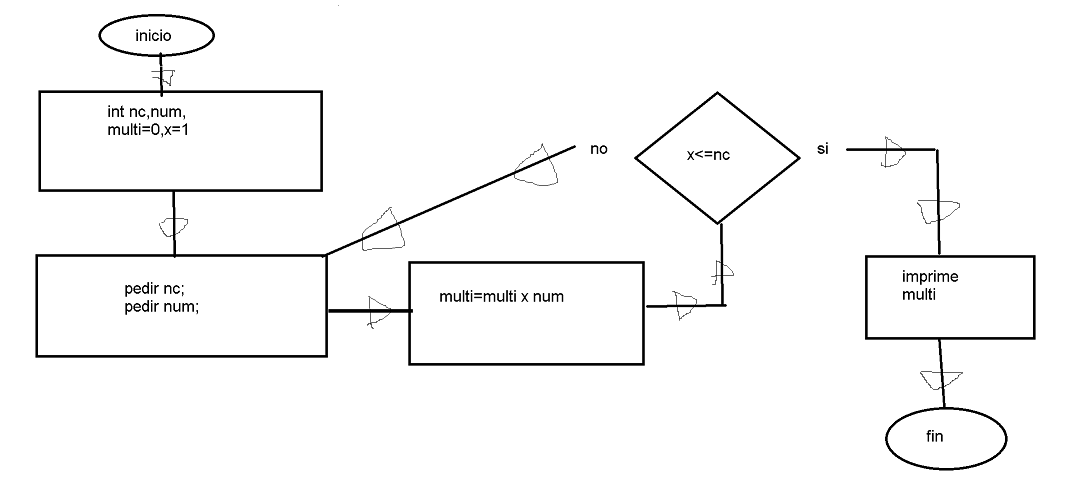 inicio
int nc,num,
multi=0,x=1
pedir nc;
pedir num;
multi=multi x num
no
x<=nc
si
imprime
multi
fin